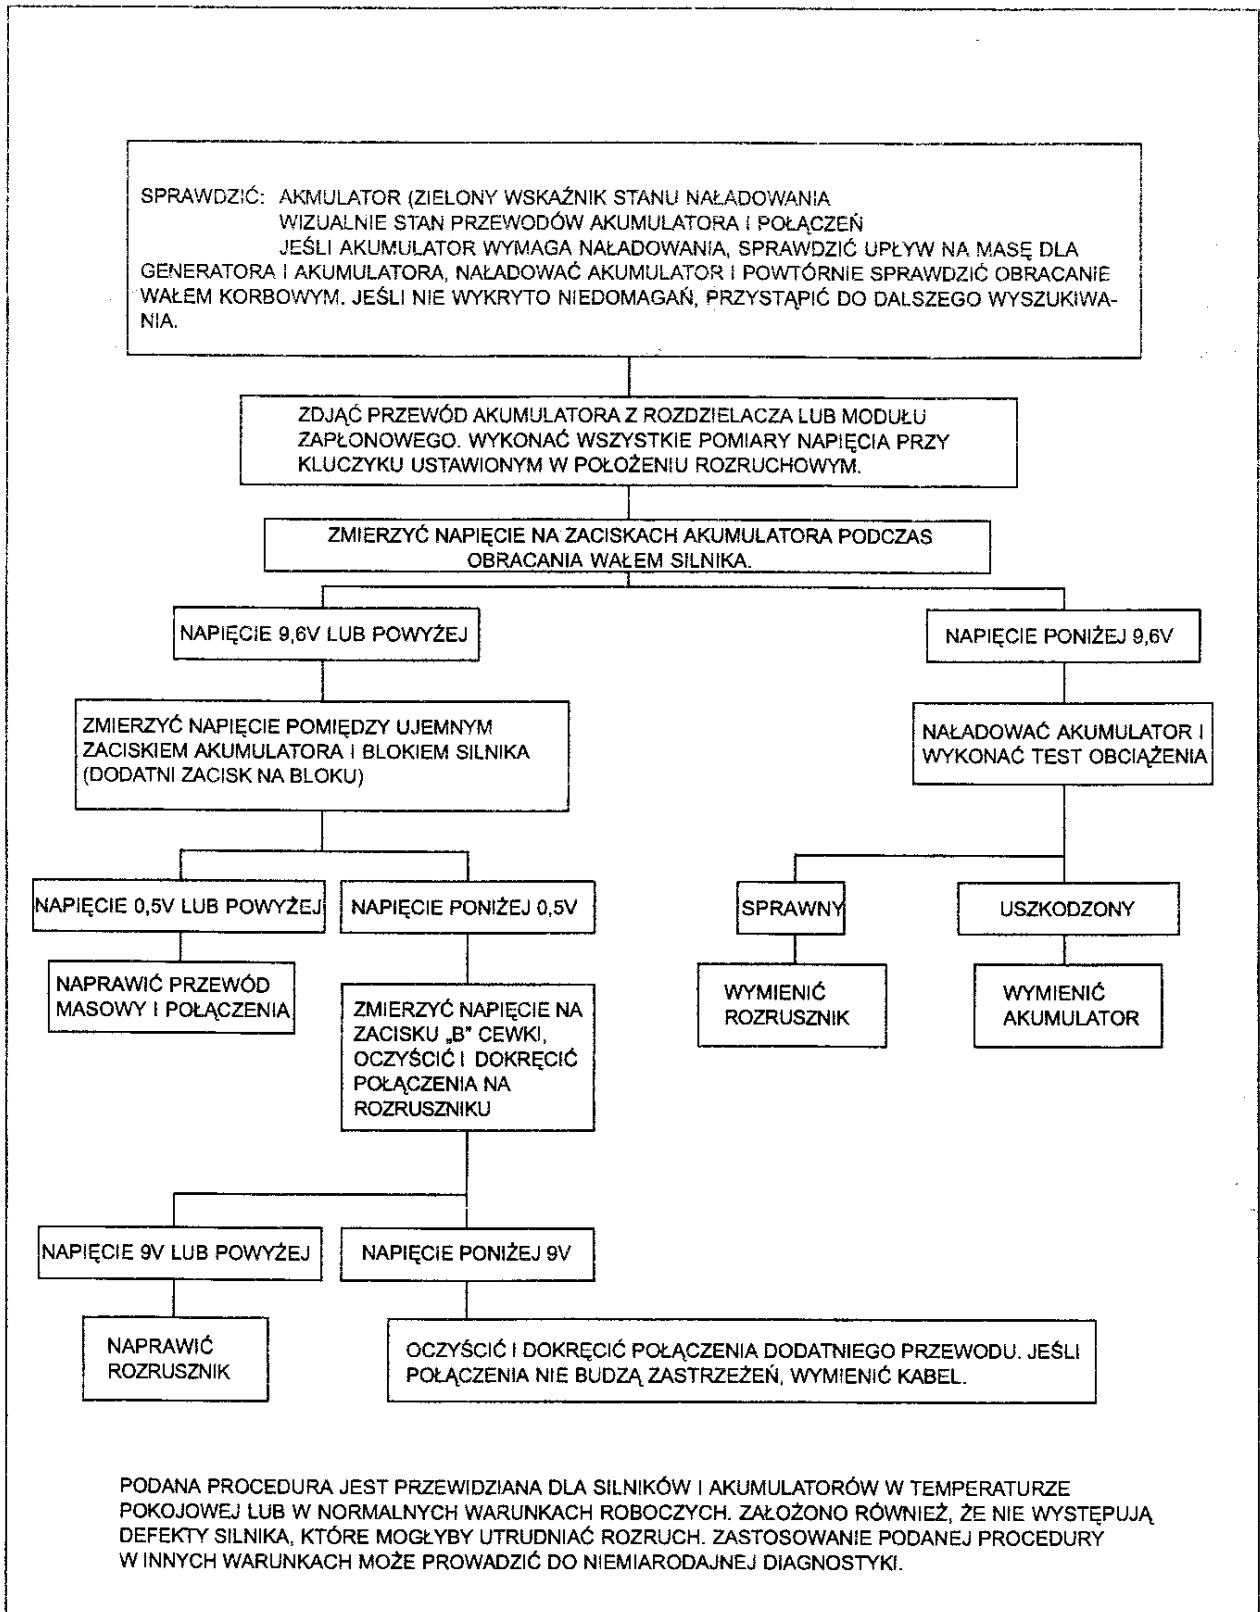 SPRAWDZIĆ: AKMULATOR (ZIELONY WSKAŹNIK STANU NAŁADOWANIA
WIZUALNIE STAN PRZEWODÓW AKUMULATORA I POŁĄCZEŃ
JEŚLI AKUMULATOR WYMAGA NAŁADOWANIA, SPRAWDZIĆ UPŁYW NA MASĘ DLA
GENERATORA I AKUMULATORA, NAŁADOWAĆ AKUMULATOR I POWTÓRNIE SPRAWDZIĆ OBRACANIE
WAŁEM KORBOWYM. JEŚLI NIE WYKRYTO NIEDOMAGAŃ, PRZYSTĄPIĆ DO DALSZEGO WYSZUKIWA-
NIA.
ZDJĄĆ PRZEWÓD AKUMULATORA Z ROZDZIELACZA LUB MODUŁU
ZAPŁONOWEGO. WYKONAĆ WSZYSTKIE POMIARY NAPIĘCIA PRZY
KLUCZYKU USTAWIONYM W POŁOŻENIU ROZRUCHOWYM.
ZMIERZYĆ NAPIĘCIE NA ZACISKACH AKUMULATORA PODCZAS
OBRACANIA WAŁEM SILNIKA.
NAPIĘCIE 9,6V LUB POWYŻEJ
NAPIĘCIE PONIŻEJ 9,6V
ZMIERZYĆ NAPIĘCIE POMIĘDZY UJEMNYM
ZACISKIEM AKUMULATORA I BLOKIEM SILNIKA
(DODATNI ZACISK NA BLOKU)
NAŁADOWAĆ AKUMULATOR I
WYKONAĆ TEST OBCIĄŻENIA
NAPIĘCIE 0,5V LUB POWYŻEJ
NAPIĘCIE PONIŻEJ 0,5V
SPRAWNY
USZKODZONY
NAPRAWIĆ PRZEWÓD
MASOWY I POŁĄCZENIA
ZMIERZYĆ NAPIĘCIE NA
ZACISKU „B” CEWKI,
OCZYŚCIĆ I DOKRĘCIĆ
POŁĄCZENIA NA
ROZRUSZNIKU
WYMIENIĆ
ROZRUSZNIK
WYMIENIĆ
AKUMULATOR
NAPIĘCIE 9V LUB POWYŻEJ
NAPIĘCIE PONIŻEJ 9V
NAPRAWIĆ
ROZRUSZNIK
OCZYŚCIĆ I DOKRĘCIĆ POŁĄCZENIA DODATNIEGO PRZEWODU. JEŚLI
POŁĄCZENIA NIE BUDZĄ ZASTRZEŻEŃ, WYMIENIĆ KABEL.
PODANA PROCEDURA JEST PRZEWIDZIANA DLA SILNIKÓW I AKUMULATORÓW W TEMPERATURZE
POKOJOWEJ LUB W NORMALNYCH WARUNKACH ROBOCZYCH. ZAŁOŻONO RÓWNIEŻ, ŻE NIE WYSTĘPUJĄ
DEFEKTY SILNIKA, KTÓRE MOGŁYBY UTRUDNIAĆ ROZRUCH. ZASTOSOWANIE PODANEJ PROCEDURY
W INNYCH WARUNKACH MOŻE PROWADZIĆ DO NIEMIARODAJNEJ DIAGNOSTYKI.